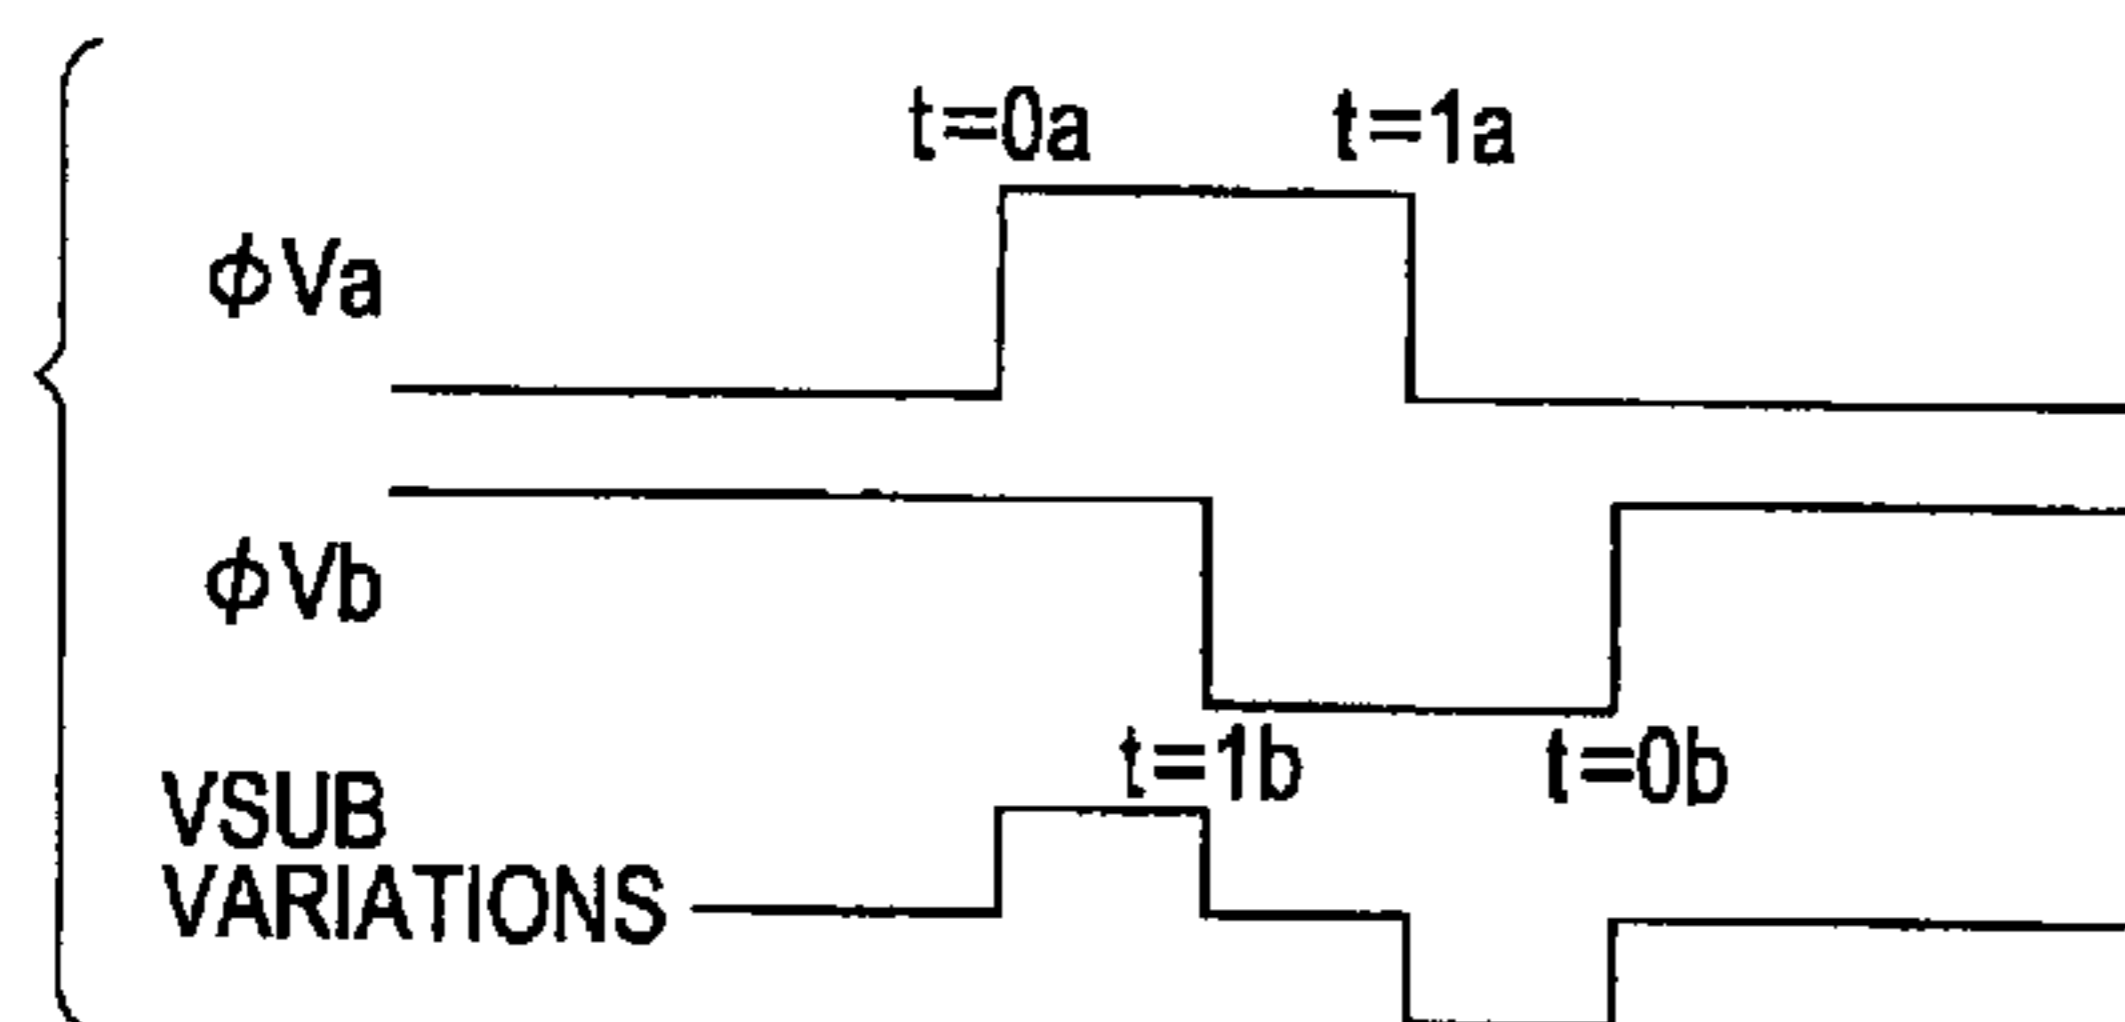 t=0a t=1a
ϕVa
ϕVb
t=1b t=0b
VSUB
VARIATIONS